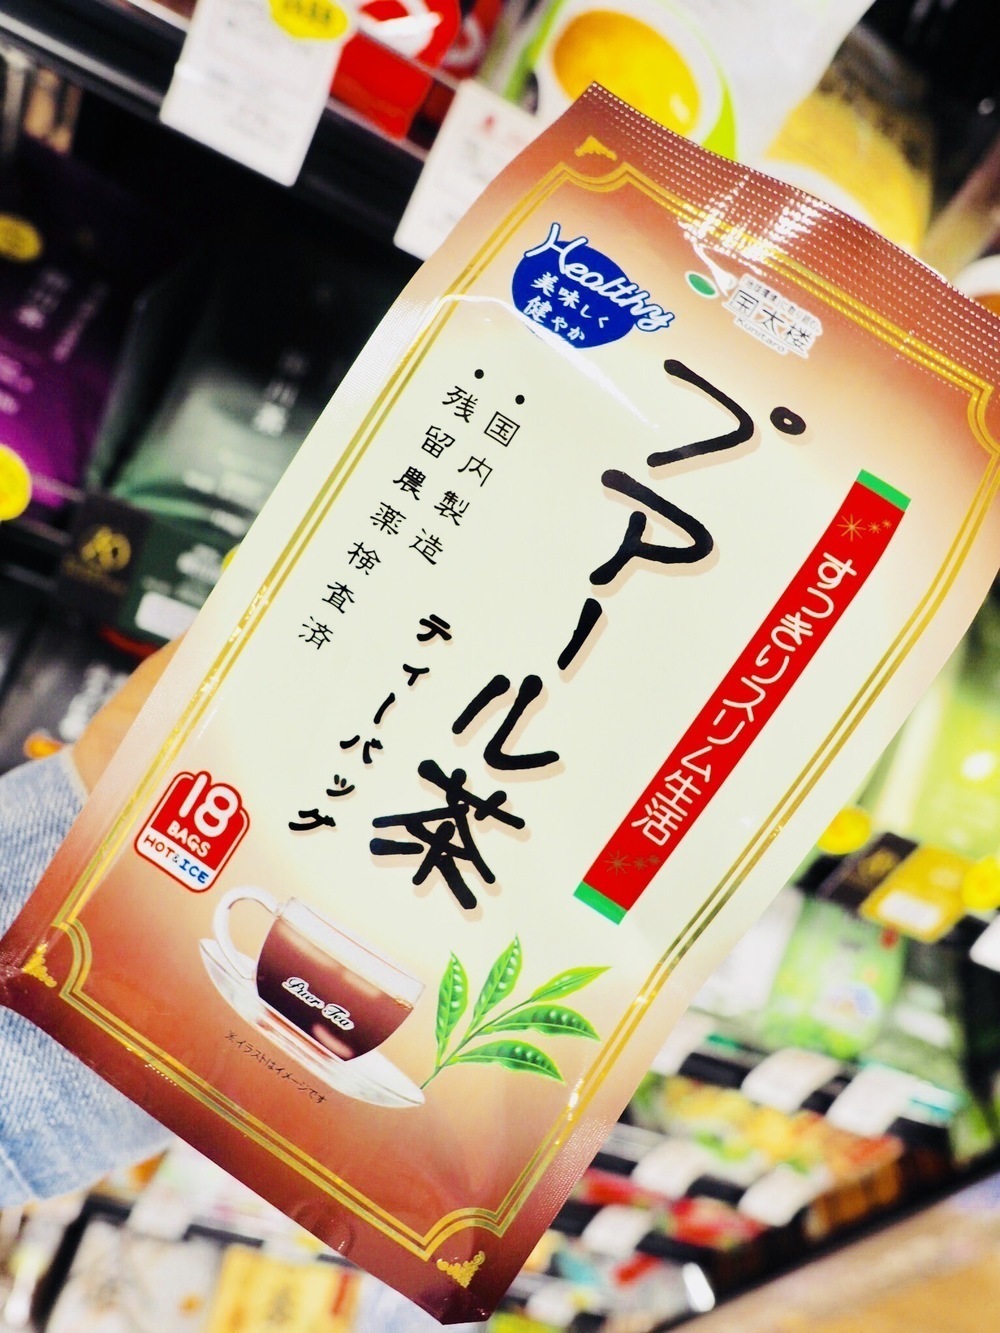 Healthy
美味しく
健やか
国太楼
Kunitaro
プアール茶
ティーバッグ
すっきりスリム生活
・国内製造
・残留農薬検査済
18
BAGS
HOT&ICE
Puer Tea
※イラストはイメージです